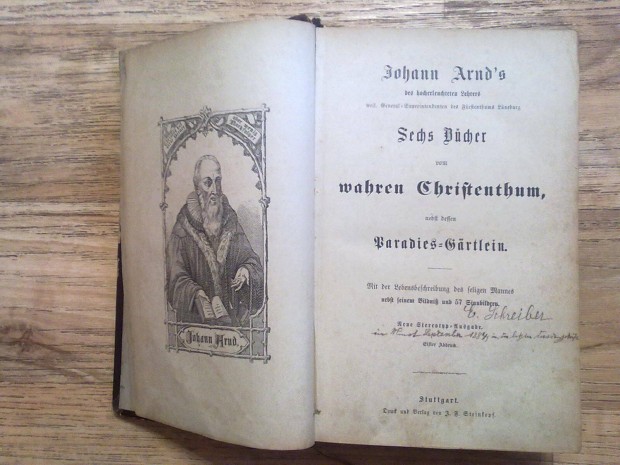 Johann Arnd.
Johann Arnd's
des hocherleuchteten Lehrers
weil. General-Superintendenten des Fürstenthums Lüneburg
Sechs Bücher
vom
wahren Christenthum,
nebst dessen
Paradies-Gärtlein.
Mit der Lebensbeschreibung des seligen Mannes
nebst seinem Bildniß und 57 Sinnbildern.
E. Schreiber
Neue Stereotyp-Ausgabe.
in
Elfter Abdruck.
Stuttgart.
Druck und Verlag von J. F. Steinkopf.